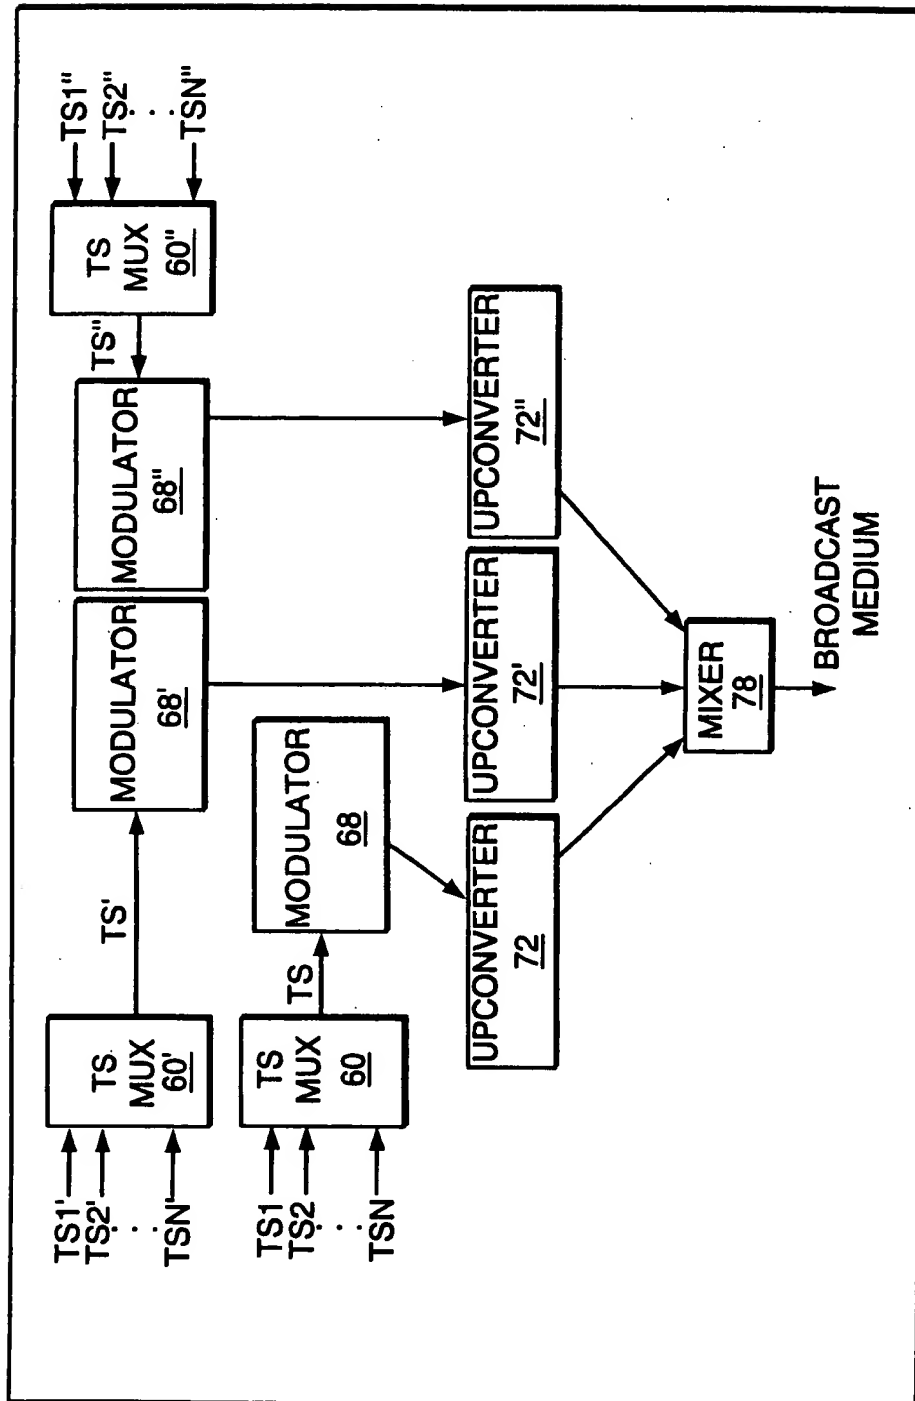 TS1'
TS2'
. . .
TSN'
TS
MUX
60'
TS'
MODULATOR
68'
MODULATOR
68"
TS"
TS
MUX
60"
TS1"
TS2"
. . .
TSN"
TS1
TS2
. . .
TSN
TS
MUX
60
TS
MODULATOR
68
UPCONVERTER
72
UPCONVERTER
72'
UPCONVERTER
72"
MIXER
78
BROADCAST
MEDIUM